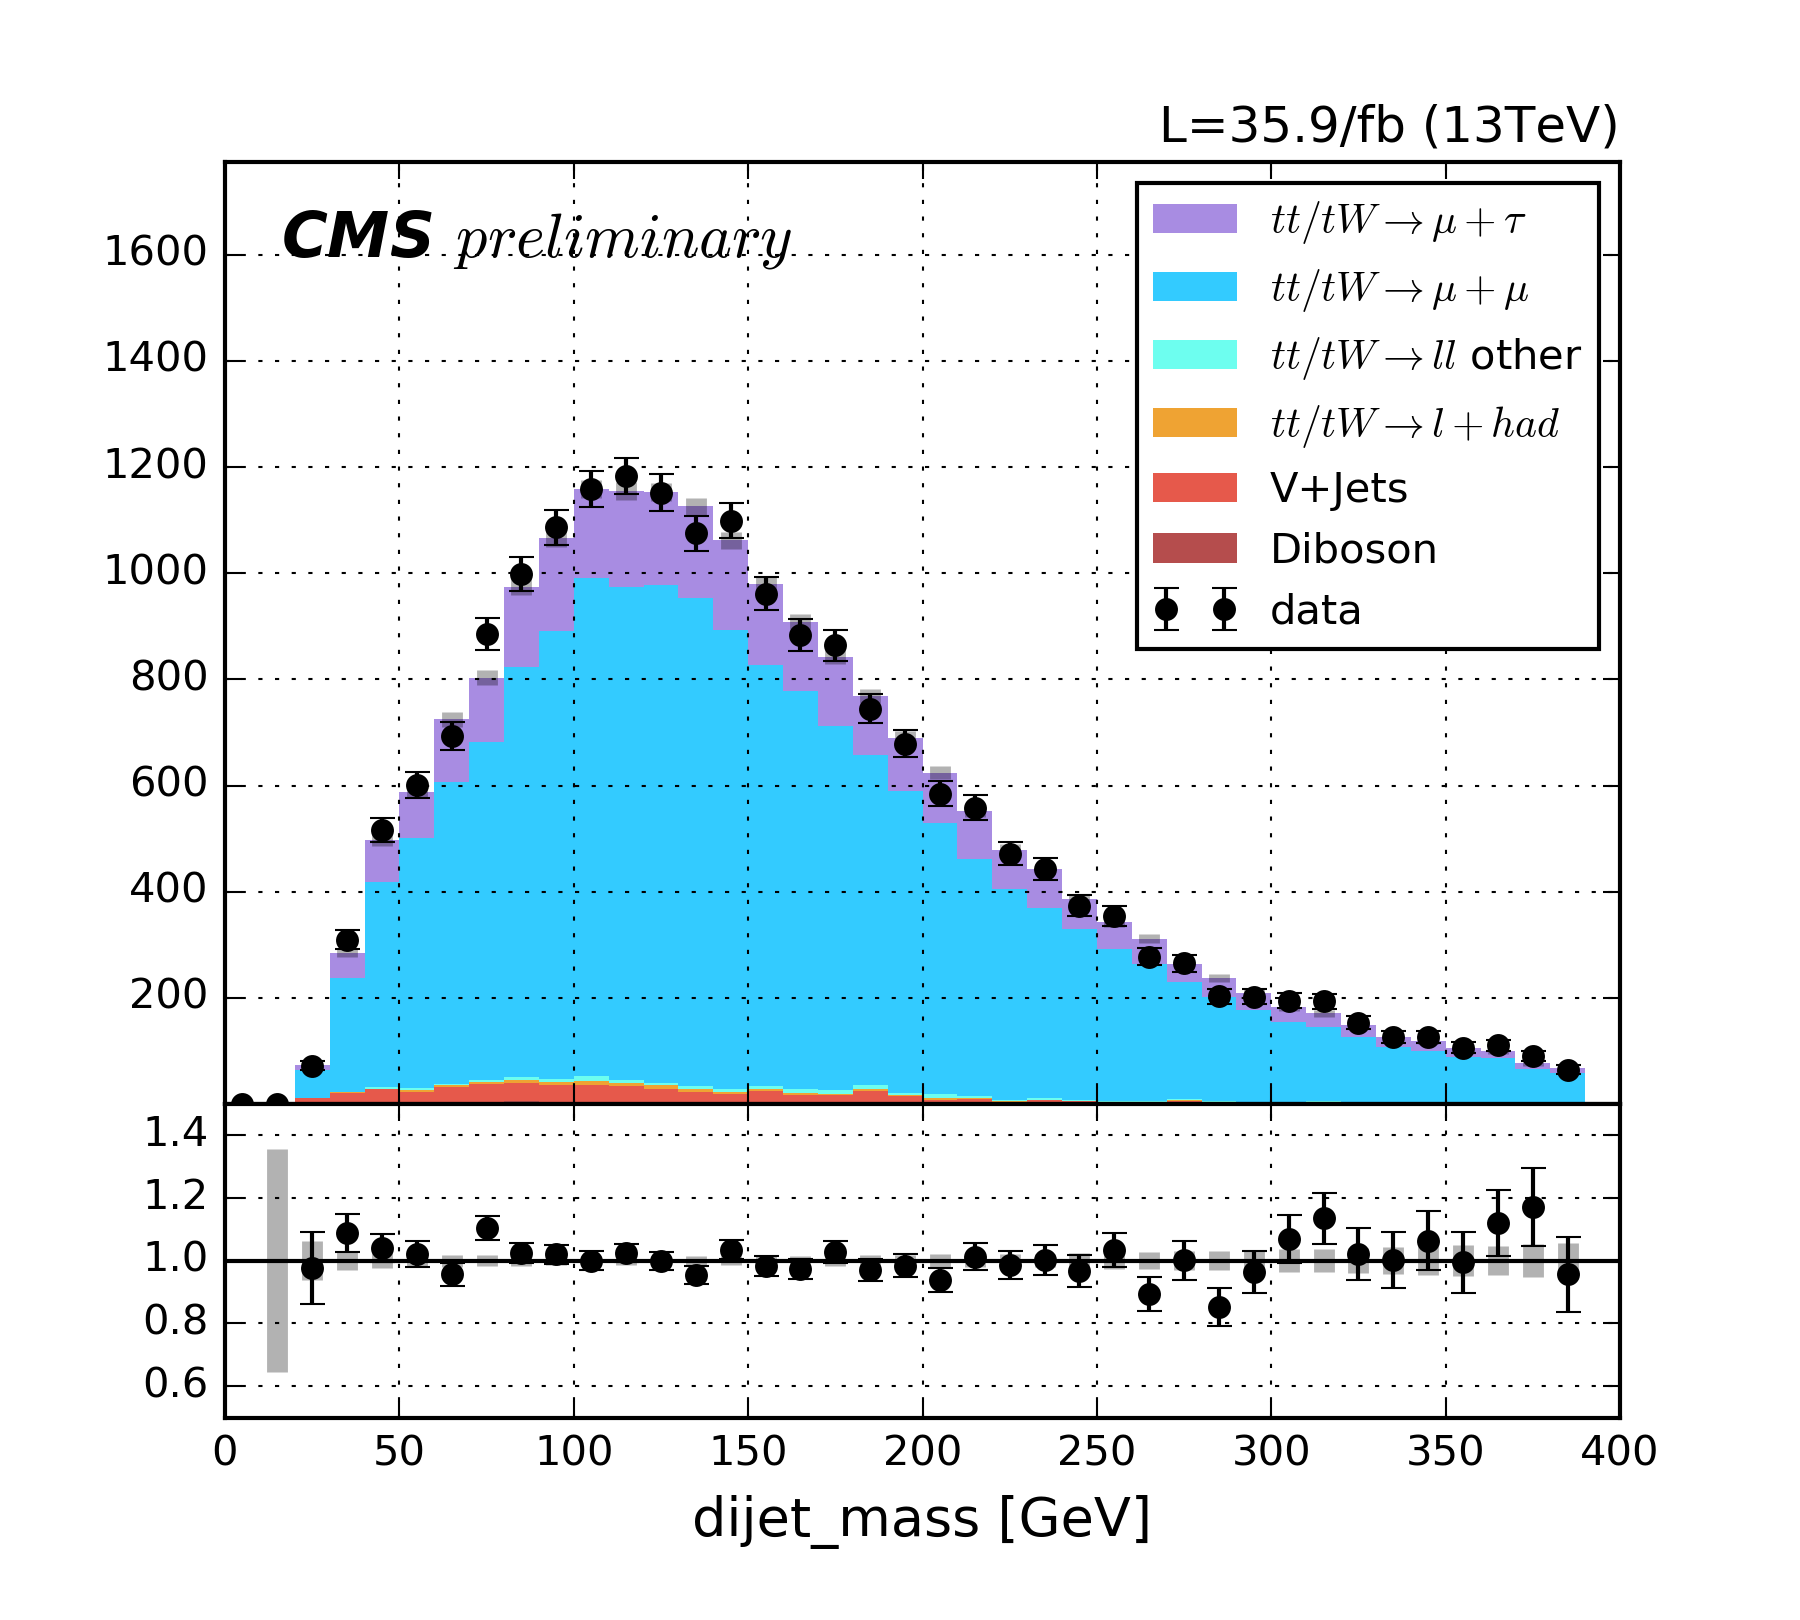 L=35.9/fb (13TeV)
CMS preliminary
tt/tW → μ + τ
tt/tW → μ + μ
tt/tW → ll other
tt/tW → l + had
V+Jets
Diboson
data
1600
1400
1200
1000
800
600
400
200
1.4
1.2
1.0
0.8
0.6
0 50 100 150 200 250 300 350 400
dijet_mass [GeV]